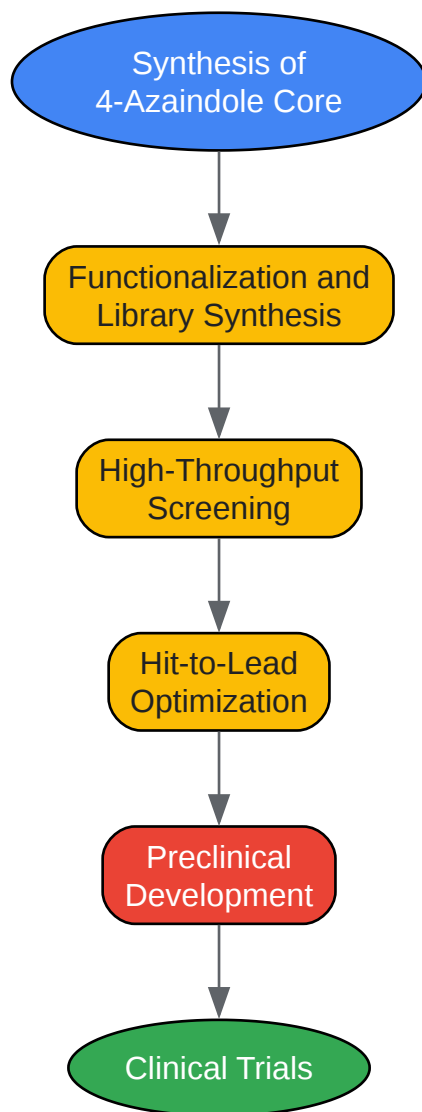 Synthesis of
4-Azaindole Core
Functionalization and
Library Synthesis
High-Throughput
Screening
Hit-to-Lead
Optimization
Preclinical
Development
Clinical Trials